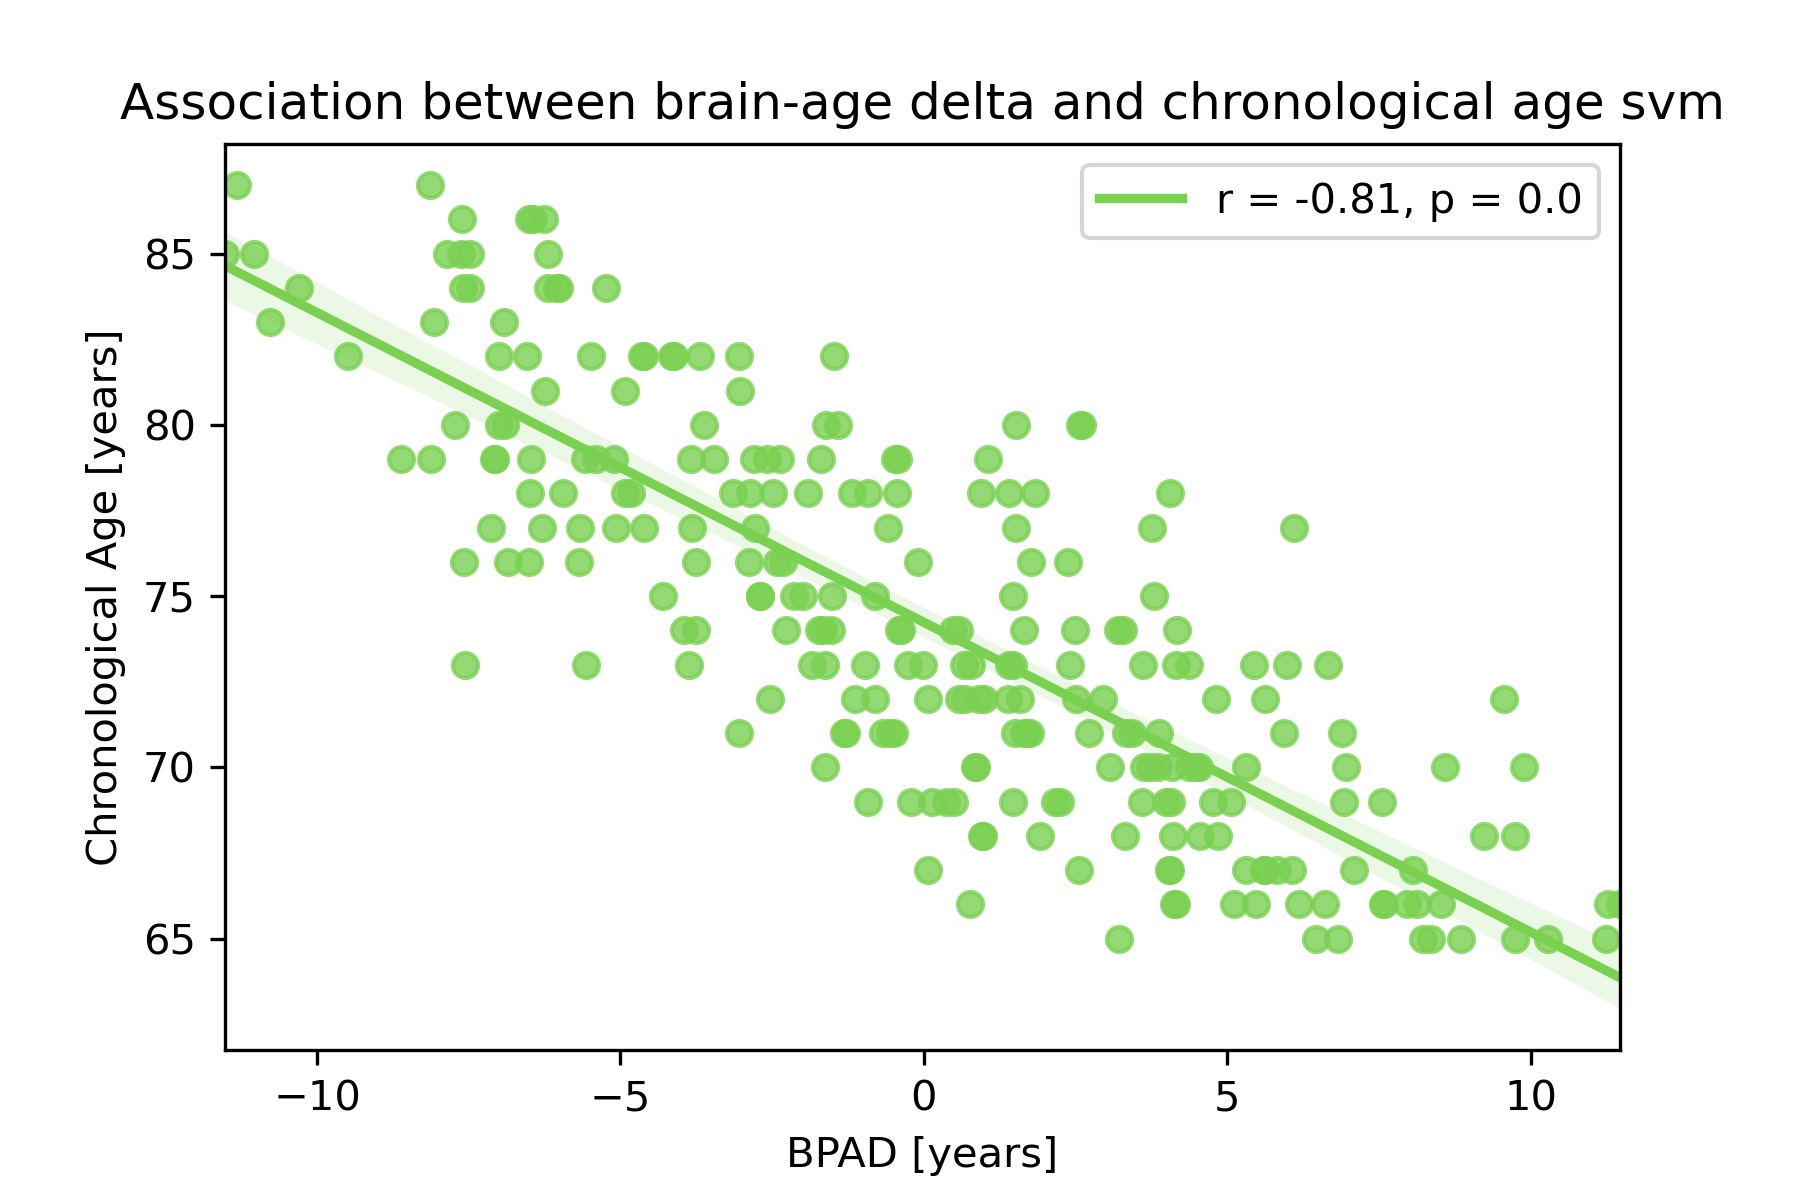 Association between brain-age delta and chronological age svm
r = -0.81, p = 0.0
Chronological Age [years]
85
80
75
70
65
−10 −5 0 5 10
BPAD [years]